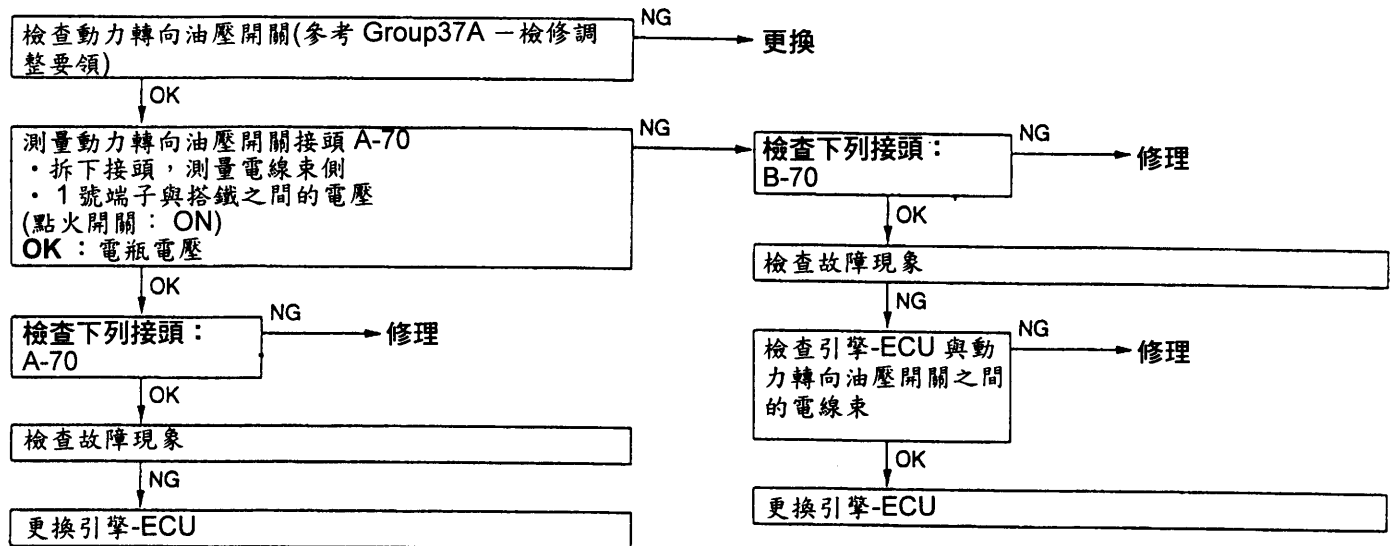 檢查動力轉向油壓開關(參考 Group37A －檢修調
整要領)
NG
更換
OK
測量動力轉向油壓開關接頭 A-70
・拆下接頭，測量電線束側
・ 1 號端子與搭鐵之間的電壓
(點火開關： ON)
OK ：電瓶電壓
NG
檢查下列接頭：
B-70
NG
修理
OK
檢查故障現象
NG
檢查引擎-ECU 與動
力轉向油壓開關之間
的電線束
NG
修理
OK
更換引擎-ECU
OK
檢查下列接頭：
A-70
NG
修理
OK
檢查故障現象
NG
更換引擎-ECU